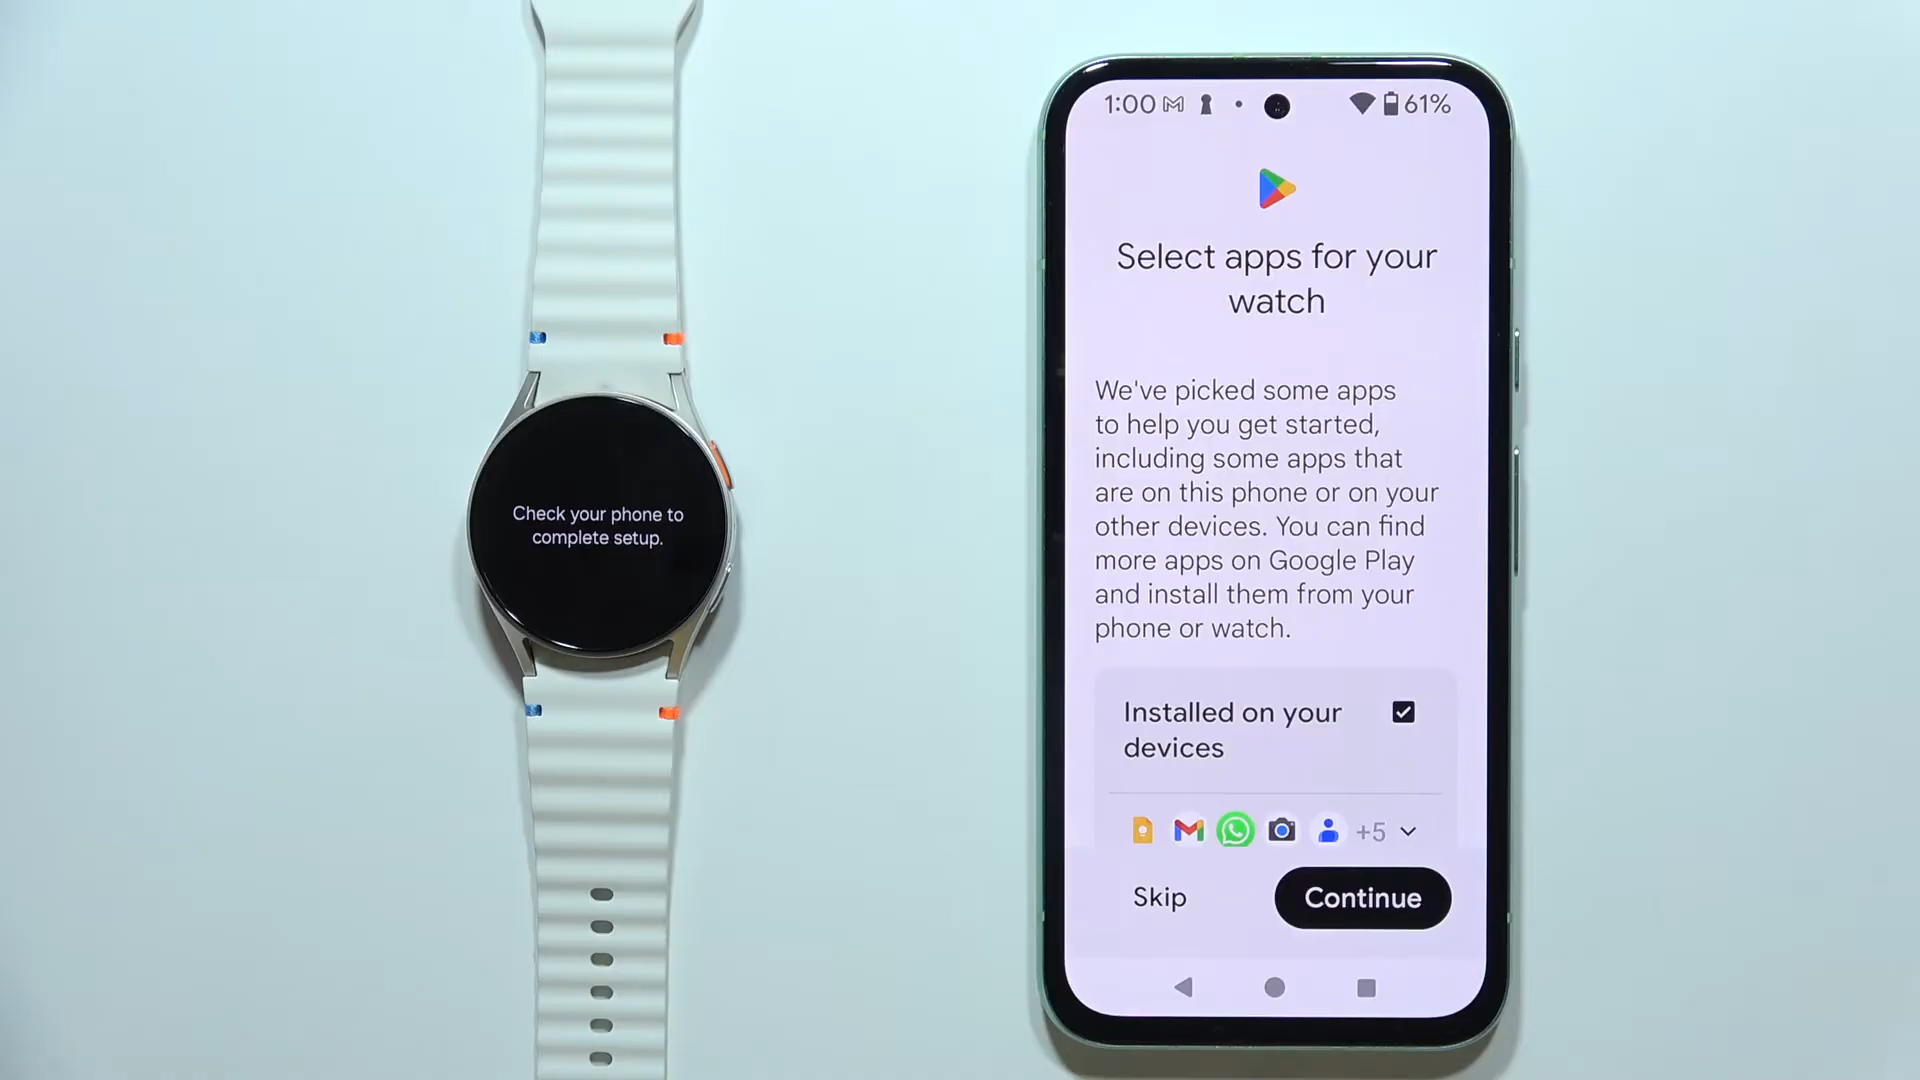 Check your phone to
complete setup.
1:00
61%
Select apps for your
watch
We've picked some apps
to help you get started,
including some apps that
are on this phone or on your
other devices. You can find
more apps on Google Play
and install them from your
phone or watch.
Installed on your
devices
+5
Skip
Continue